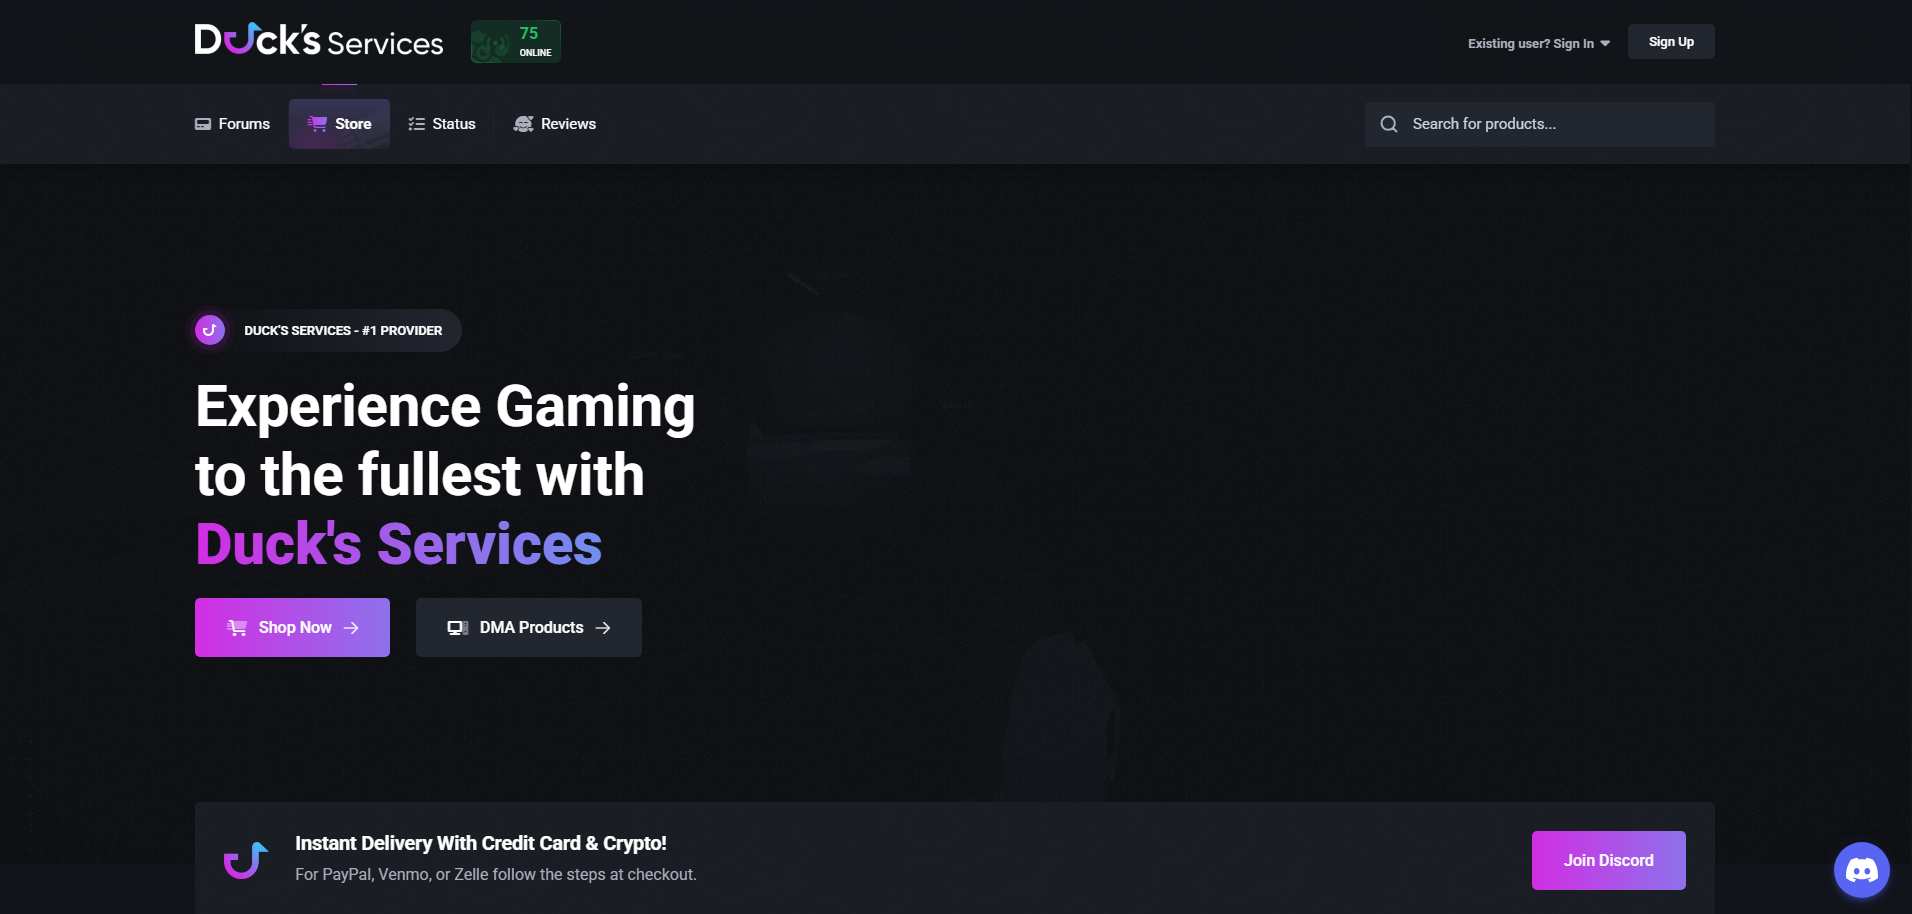 Duck's Services
75
ONLINE
Existing user? Sign In
Sign Up
Forums
Store
Status
Reviews
Search for products...
DUCK'S SERVICES - #1 PROVIDER
Experience Gaming
to the fullest with
Duck's Services
Shop Now
DMA Products
Instant Delivery With Credit Card & Crypto!
For PayPal, Venmo, or Zelle follow the steps at checkout.
Join Discord